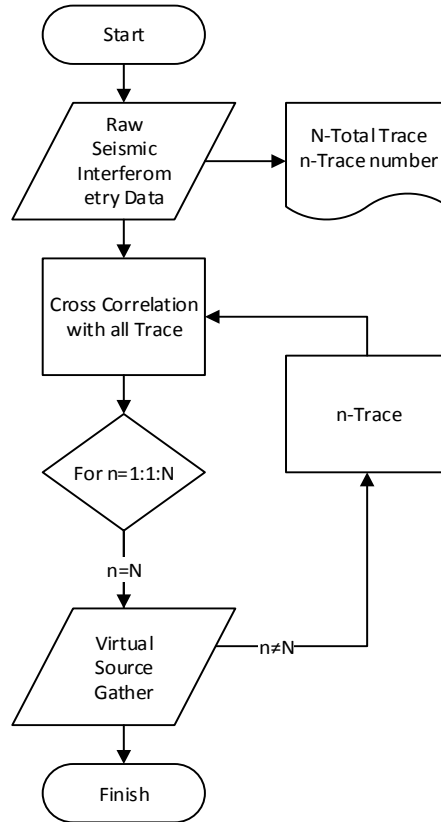 Start
Raw
Seismic
Interferom
etry Data
N-Total Trace
n-Trace number
Cross Correlation
with all Trace
n-Trace
For n=1:1:N
n=N
n≠N
Virtual
Source
Gather
Finish